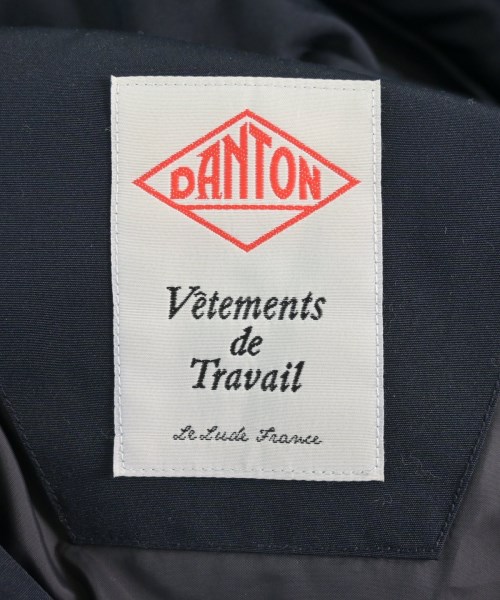 DANTON
Vêtements
de
Travail
Le Lude France